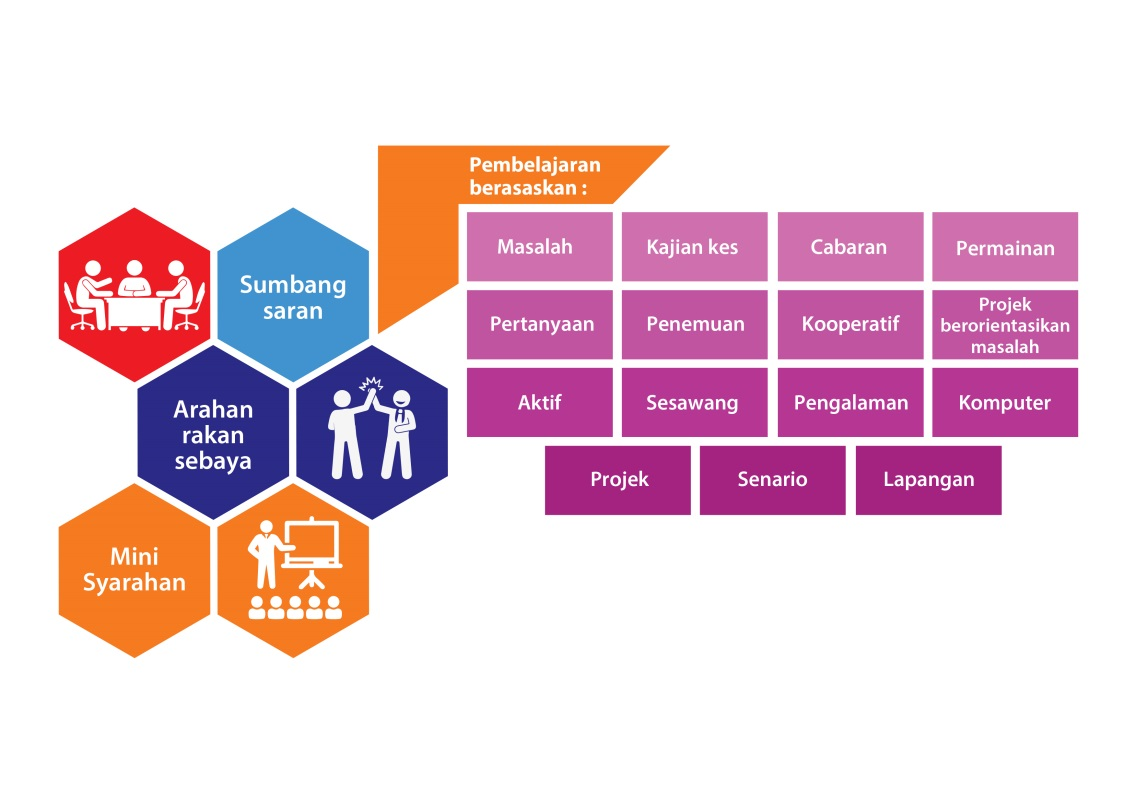 Pembelajaran
berasaskan :
Sumbang
saran
Arahan
rakan
sebaya
Mini
Syarahan
Masalah
Kajian kes
Cabaran
Permainan
Pertanyaan
Penemuan
Kooperatif
Projek
berorientasikan
masalah
Aktif
Sesawang
Pengalaman
Komputer
Projek
Senario
Lapangan